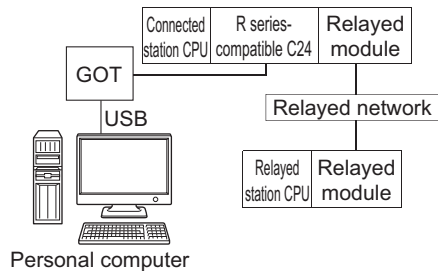 Connected
station CPU
R series-
compatible C24
Relayed
module
GOT
USB
Relayed network
Relayed
station CPU
Relayed
module
Personal computer